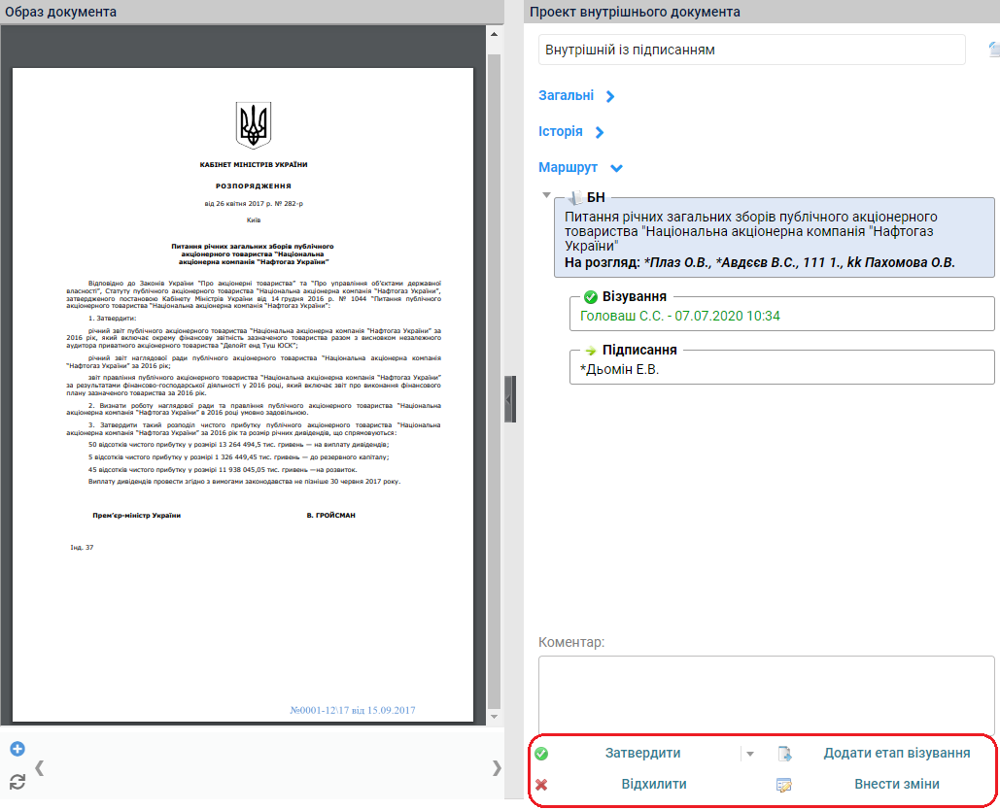 Образ документа
КАБІНЕТ МІНІСТРІВ УКРАЇНИ
РОЗПОРЯДЖЕННЯ
від 26 квітня 2017 р. № 282-р
Київ
Питання річних загальних зборів публічного
акціонерного товариства “Національна
акціонерна компанія “Нафтогаз України”
Відповідно до Законів України “Про акціонерні товариства” та “Про управління об’єктами державної
власності”, Статуту публічного акціонерного товариства “Національна акціонерна компанія “Нафтогаз України”,
затвердженого постановою Кабінету Міністрів України від 14 грудня 2016 р. № 1044 “Питання публічного
акціонерного товариства “Національна акціонерна компанія “Нафтогаз України”:
1. Затвердити:
річний звіт публічного акціонерного товариства “Національна акціонерна компанія “Нафтогаз України” за
2016 рік, який включає окрему фінансову звітність зазначеного товариства разом з висновком незалежного
аудитора приватного акціонерного товариства “Делойт енд Туш ЮСК”;
річний звіт наглядової ради публічного акціонерного товариства “Національна акціонерна компанія
“Нафтогаз України” за 2016 рік;
звіт правління публічного акціонерного товариства “Національна акціонерна компанія “Нафтогаз України”
за результатами фінансово-господарської діяльності у 2016 році, який включає звіт про виконання фінансового
плану зазначеного товариства за 2016 рік.
2. Визнати роботу наглядової ради та правління публічного акціонерного товариства “Національна
акціонерна компанія “Нафтогаз України” в 2016 році умовно задовільною.
3. Затвердити такий розподіл чистого прибутку публічного акціонерного товариства “Національна
акціонерна компанія “Нафтогаз України” за 2016 рік та розмір річних дивідендів, що спрямовуються:
50 відсотків чистого прибутку у розмірі 13 264 494,5 тис. гривень — на виплату дивідендів;
5 відсотків чистого прибутку у розмірі 1 326 449,45 тис. гривень — до резервного капіталу;
45 відсотків чистого прибутку у розмірі 11 938 045,05 тис. гривень —на розвиток.
Виплату дивідендів провести згідно з вимогами законодавства не пізніше 30 червня 2017 року.
Прем’єр-міністр України В. ГРОЙСМАН
Інд. 37
№0001-12\17 від 15.09.2017
Проект внутрішнього документа
Внутрішній із підписанням
Загальні
Історія
Маршрут
БН
Питання річних загальних зборів публічного акціонерного
товариства "Національна акціонерна компанія "Нафтогаз
України"
На розгляд: *Плаз О.В., *Авдєєв В.С., 111 1., kk Пахомова О.В.
Візування
Головаш С.С. - 07.07.2020 10:34
Підписання
*Дьомін Е.В.
Коментар:
Затвердити Додати етап візування
Відхилити Внести зміни